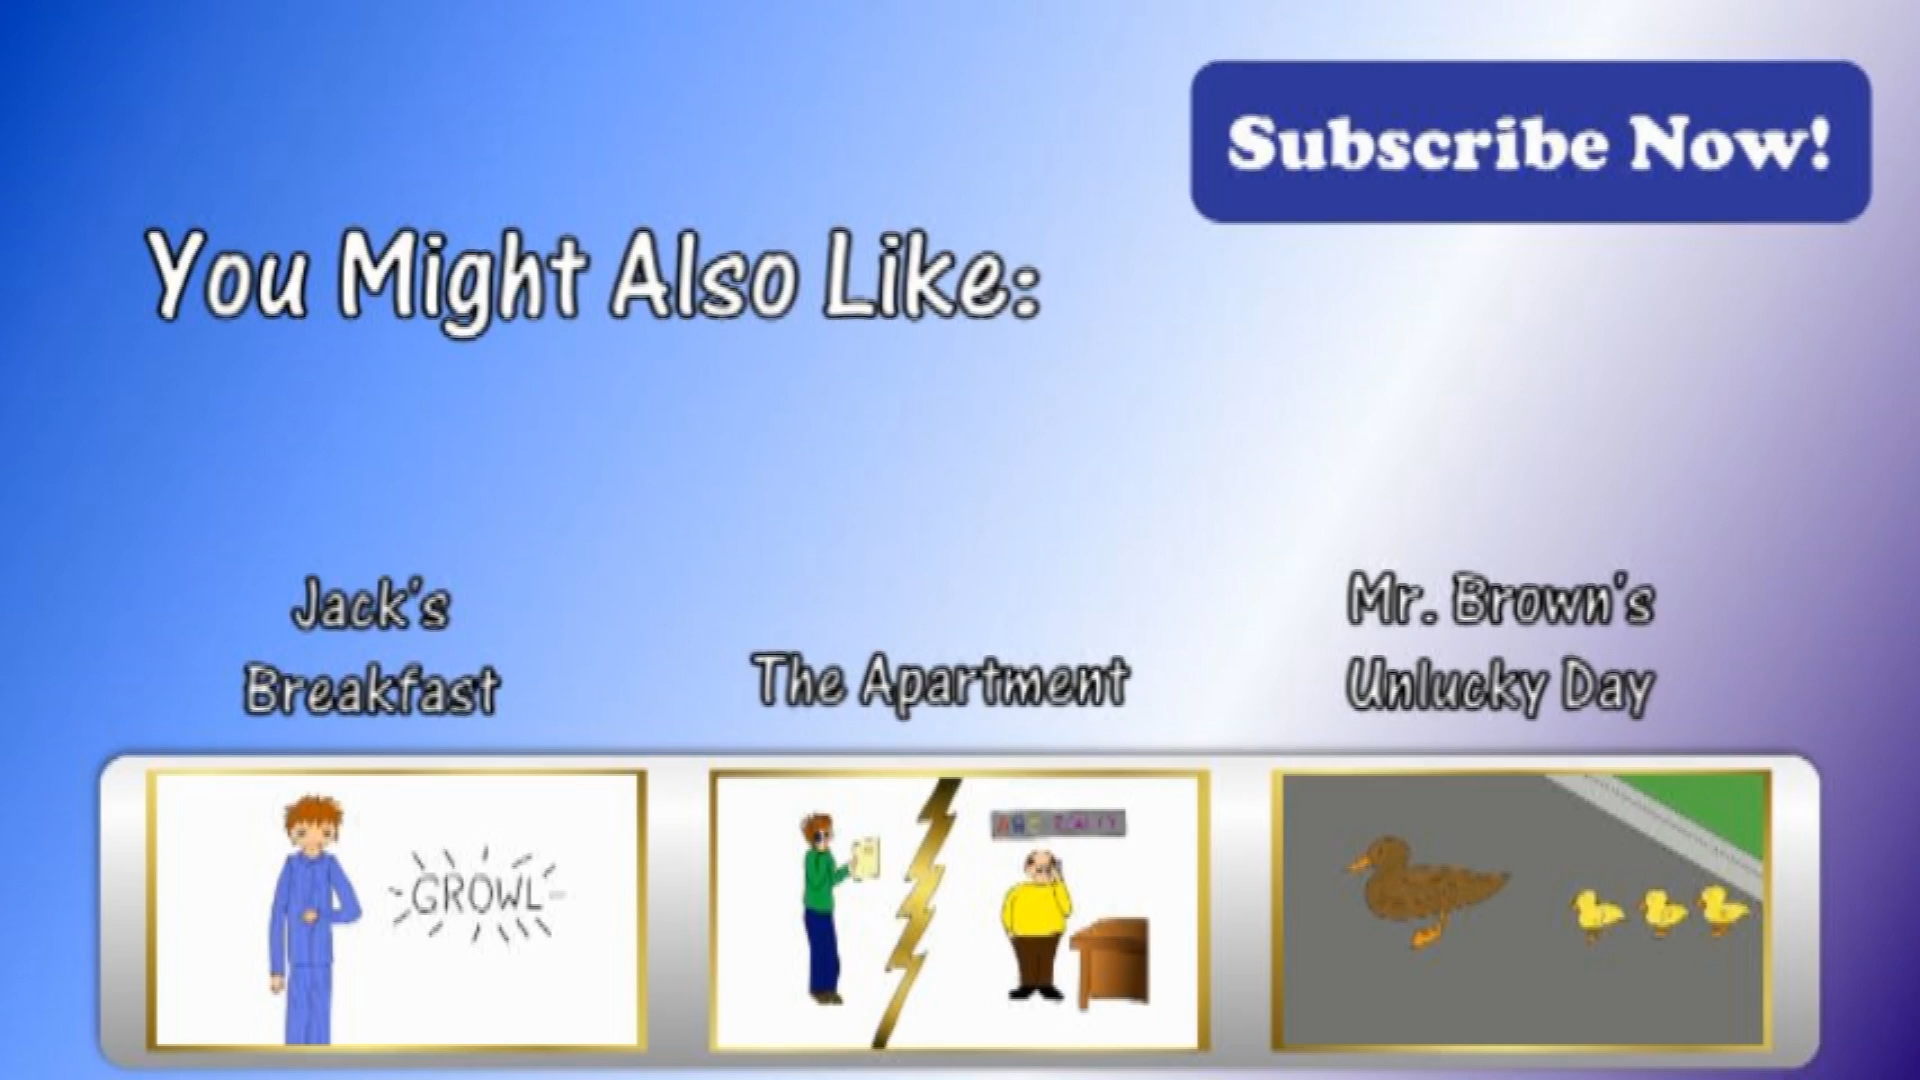 Subscribe Now!
You Might Also Like:
Jack's
Breakfast
The Apartment
Mr. Brown's
Unlucky Day
GROWL